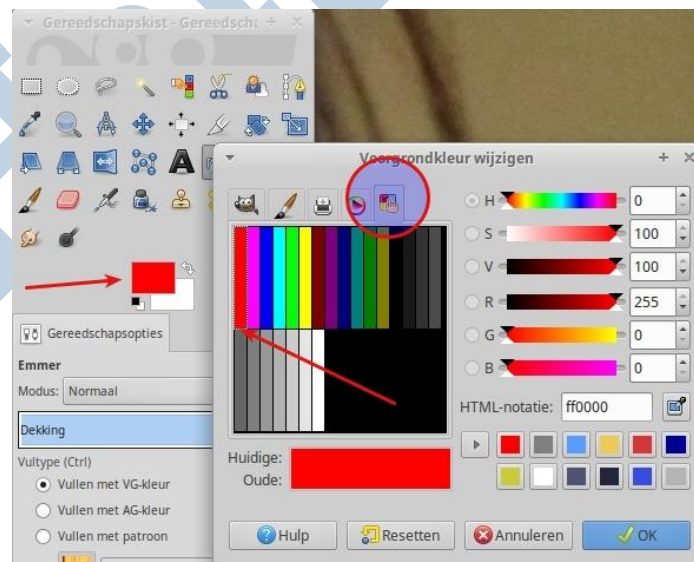 Gereedschapskist - Gereedsch
Voorgrondkleur wijzigen
H 0
S 100
V 100
R 255
G 0
B 0
HTML-notatie: ff0000
Huidige:
Oude:
Hulp
Resetten
Annuleren
OK
Gereedschapsopties
Emmer
Modus: Normaal
Dekking
Vultype (Ctrl)
Vullen met VG-kleur
Vullen met AG-kleur
Vullen met patroon